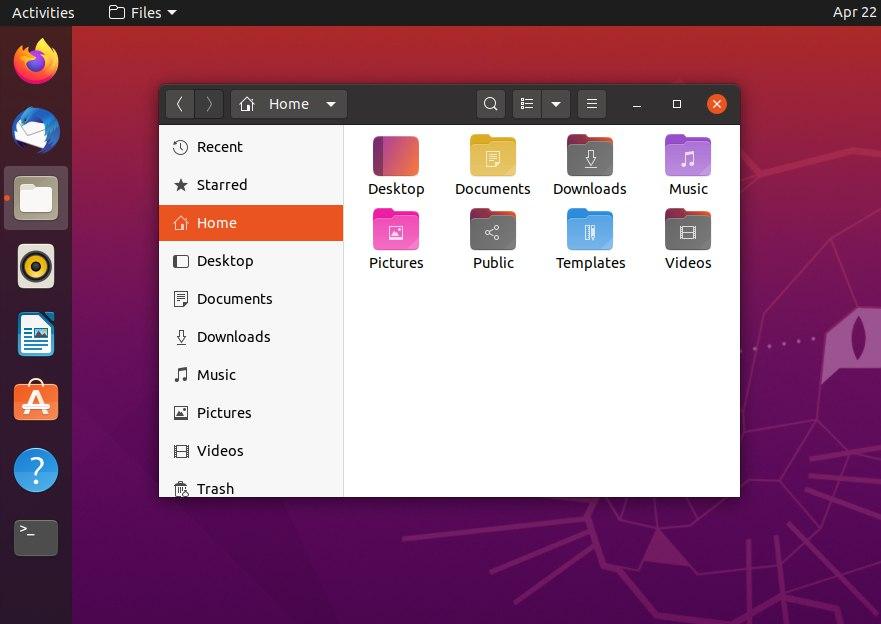 Activities Files Apr 22
Home
Recent
Starred
Home
Desktop
Documents
Downloads
Music
Pictures
Videos
Trash
Desktop Documents Downloads Music
Pictures Public Templates Videos
?
>_